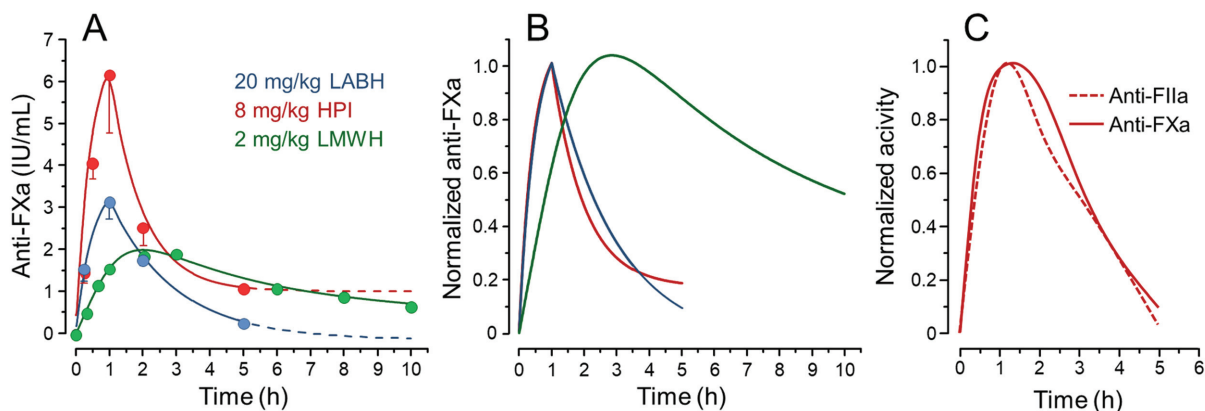 A
Anti-FXa (IU/mL)
7
6
5
4
3
2
1
0
20 mg/kg LABH
8 mg/kg HPI
2 mg/kg LMWH
0 1 2 3 4 5 6 7 8 9 10
Time (h)
B
Normalized anti-FXa
1.0
0.8
0.6
0.4
0.2
0
0 1 2 3 4 5 6 7 8 9 10
Time (h)
C
Normalized acivity
1.0
0.8
0.6
0.4
0.2
0
Anti-FIIa
Anti-FXa
0 1 2 3 4 5 6
Time (h)